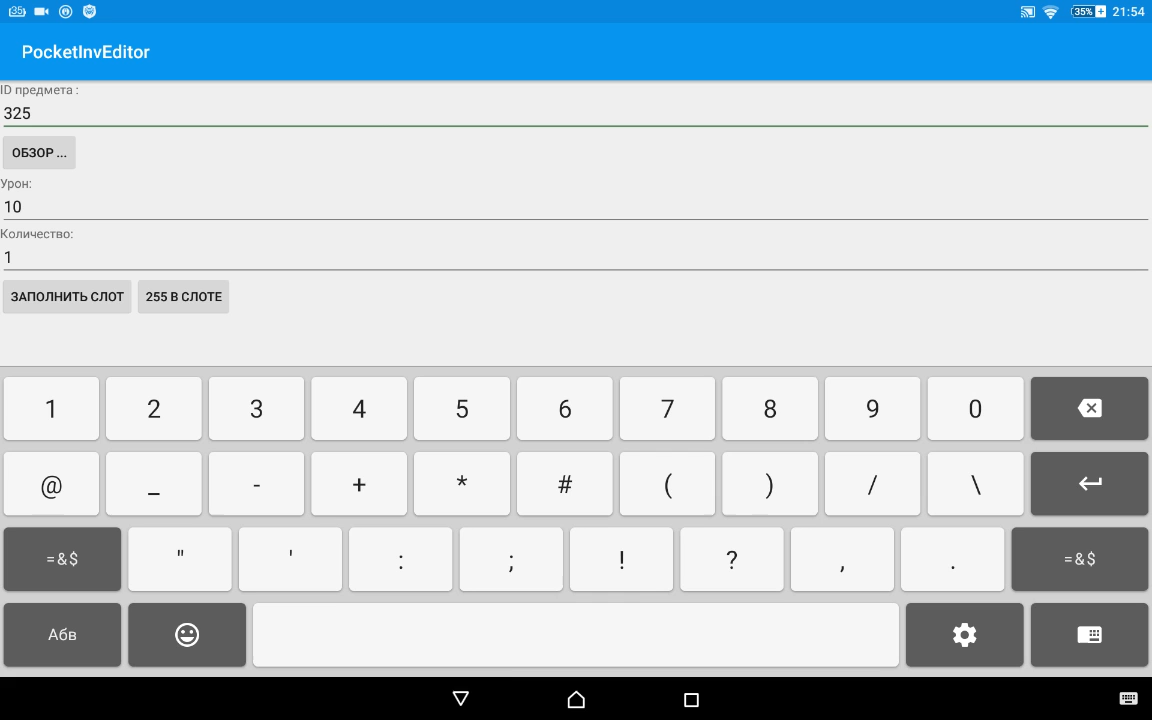 35 35% 21:54
PocketInvEditor
ID предмета :
325
ОБЗОР ...
Урон:
10
Количество:
1
ЗАПОЛНИТЬ СЛОТ 255 В СЛОТЕ
1 2 3 4 5 6 7 8 9 0
@ _ - + * # ( ) / \
=&$ " ' : ; ! ? , . =&$
Абв